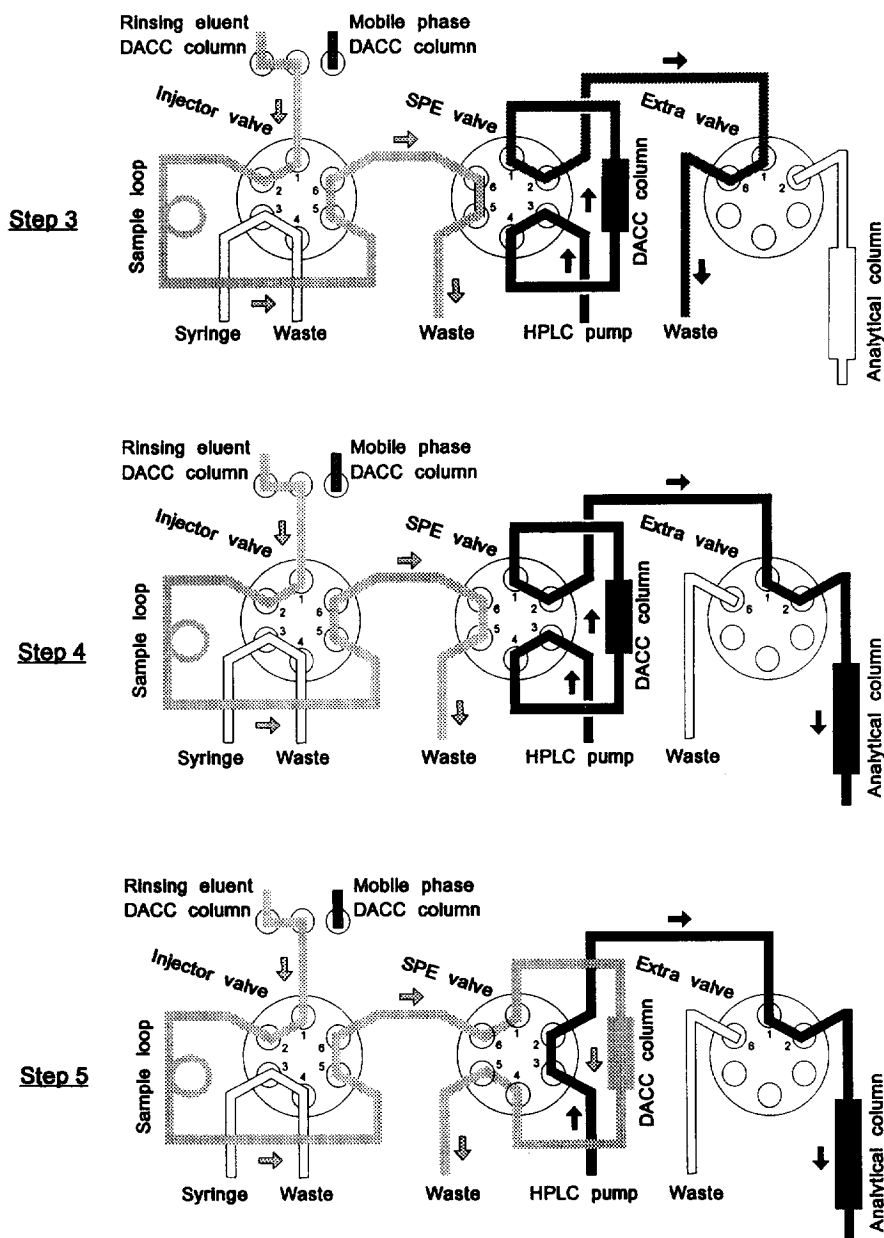 Rinsing eluent
DACC column
Mobile phase
DACC column
Injector valve
SPE valve
Extra valve
Step 3
Sample loop
1
2
3
4
5
6
1
2
3
4
5
6
1
2
6
DACC column
Analytical column
Syringe
Waste
Waste
HPLC pump
Waste
Rinsing eluent
DACC column
Mobile phase
DACC column
Injector valve
SPE valve
Extra valve
Step 4
Sample loop
1
2
3
4
5
6
1
2
3
4
5
6
1
2
6
DACC column
Analytical column
Syringe
Waste
Waste
HPLC pump
Waste
Rinsing eluent
DACC column
Mobile phase
DACC column
Injector valve
SPE valve
Extra valve
Step 5
Sample loop
1
2
3
4
5
6
1
2
3
4
5
6
1
2
6
DACC column
Analytical column
Syringe
Waste
Waste
HPLC pump
Waste